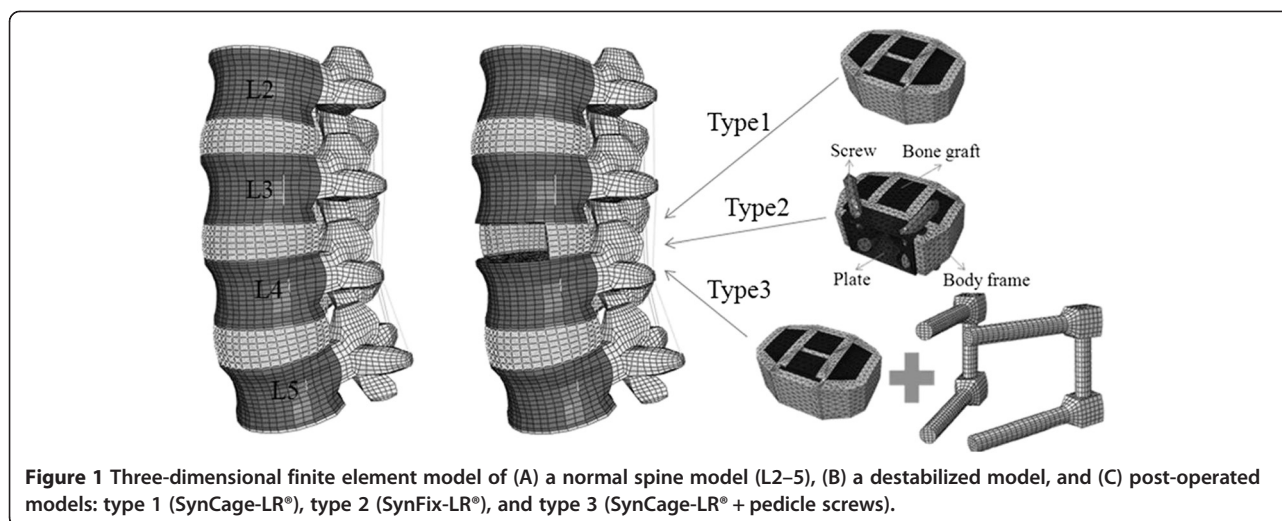 L2
L3
L4
L5
Type1
Type2
Type3
Screw
Bone graft
Plate
Body frame
Figure 1 Three-dimensional finite element model of (A) a normal spine model (L2–5), (B) a destabilized model, and (C) post-operated
models: type 1 (SynCage-LR®), type 2 (SynFix-LR®), and type 3 (SynCage-LR® + pedicle screws).